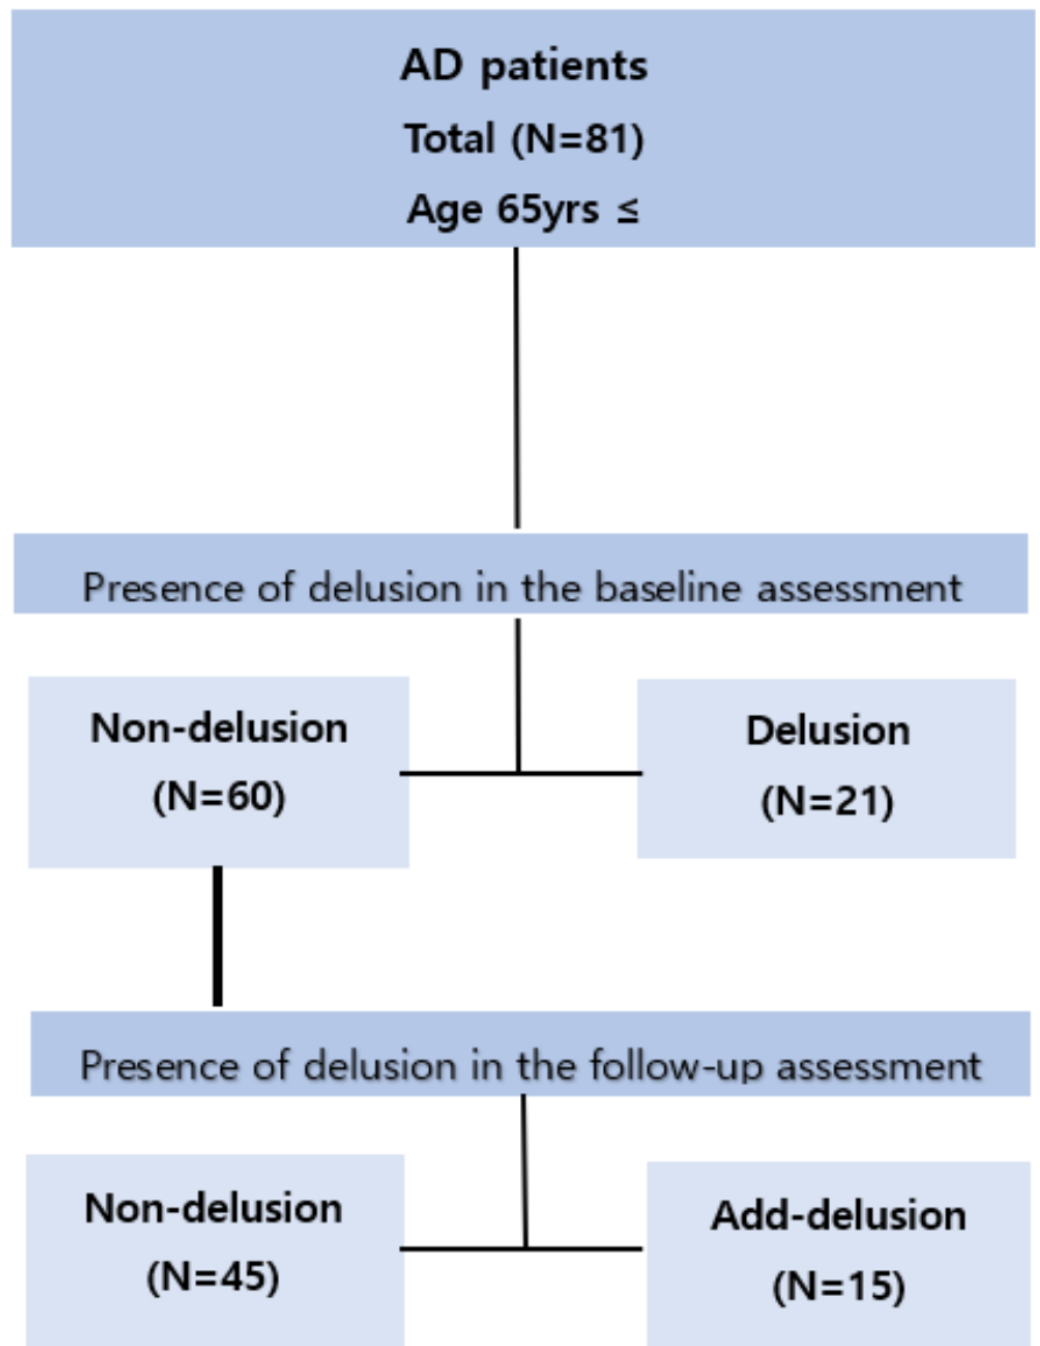 AD patients
Total (N=81)
Age 65yrs ≤
Presence of delusion in the baseline assessment
Non-delusion
(N=60)
Delusion
(N=21)
Presence of delusion in the follow-up assessment
Non-delusion
(N=45)
Add-delusion
(N=15)